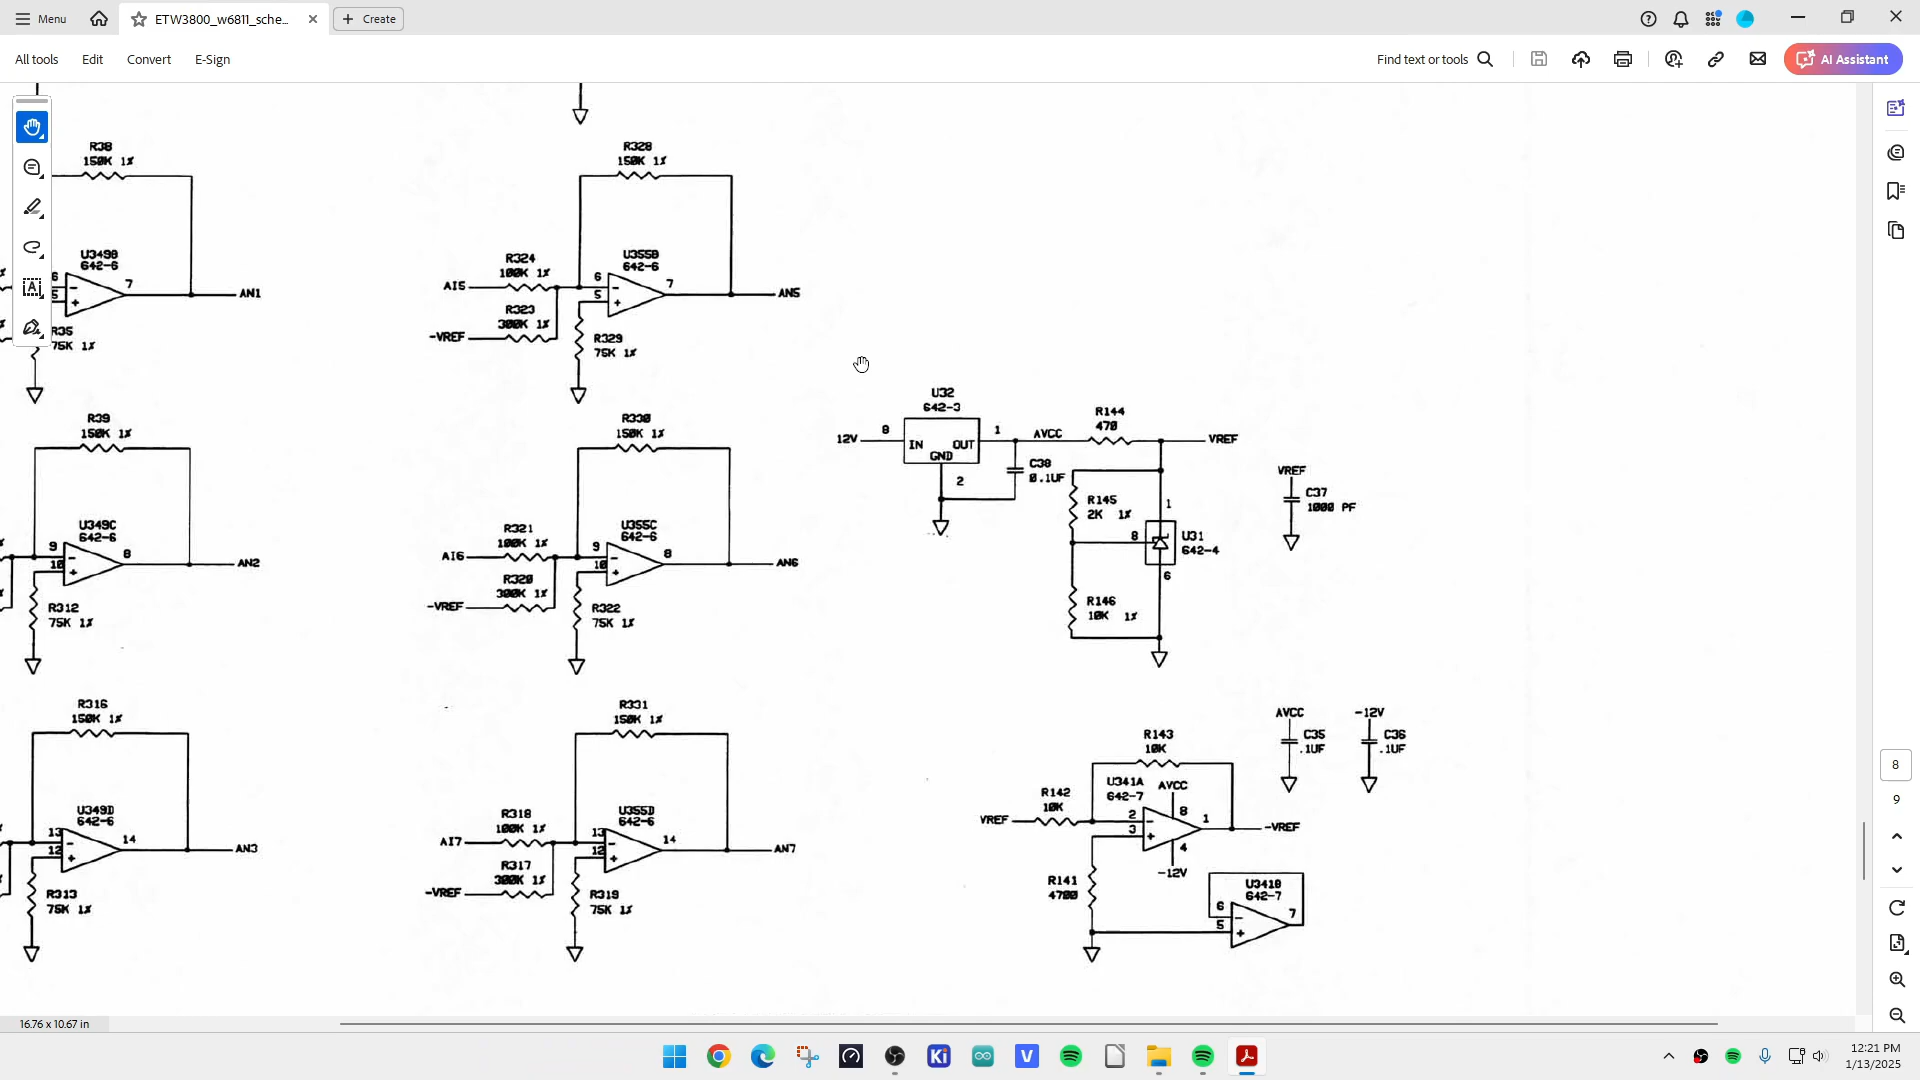 Menu
ETW3800_w6811_sche...
Create
All tools
Edit
Convert
E-Sign
Find text or tools
AI Assistant
R38
150K 1%
U349B
642-6
6
5
7
AN1
R35
75K 1%
R39
150K 1%
U349C
642-6
9
10
8
AN2
R312
75K 1%
R316
150K 1%
U349D
642-6
13
12
14
AN3
R313
75K 1%
R328
150K 1%
U355B
642-6
R324
100K 1%
AI5
6
5
7
AN5
R323
300K 1%
-VREF
R329
75K 1%
R330
150K 1%
U355C
642-6
R321
100K 1%
AI6
9
10
8
AN6
R320
300K 1%
-VREF
R322
75K 1%
R331
150K 1%
U355D
642-6
R318
100K 1%
AI7
13
12
14
AN7
R317
300K 1%
-VREF
R319
75K 1%
U32
642-3
12V
8
IN
OUT
GND
1
2
AVCC
C38
0.1UF
R144
470
VREF
R145
2K 1%
1
8
U31
642-4
6
R146
10K 1%
VREF
C37
1000 PF
R143
10K
U341A
642-7
AVCC
8
R142
10K
VREF
2
3
1
-VREF
4
-12V
R141
4700
U341B
642-7
6
5
7
AVCC
C35
.1UF
-12V
C36
.1UF
8
9
16.76 x 10.67 in
Ki
V
12:21 PM
1/13/2025